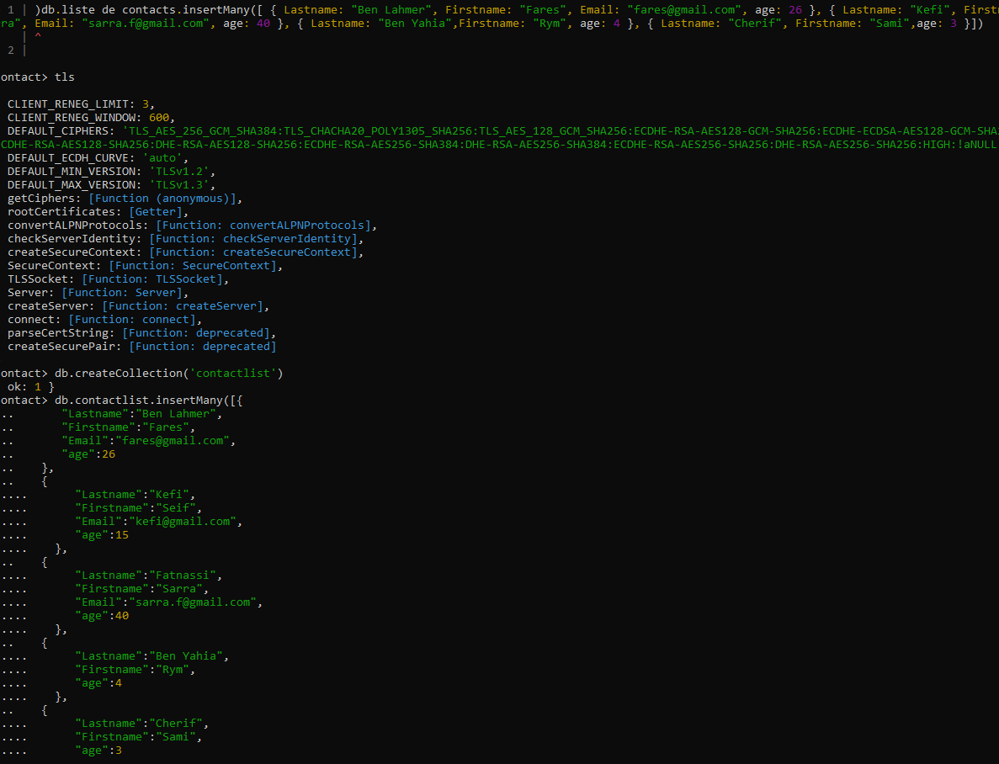 1 | )db.liste de contacts.insertMany([ { Lastname: "Ben Lahmer", Firstname: "Fares", Email: "fares@gmail.com", age: 26 }, { Lastname: "Kefi", Firstn
ra", Email: "sarra.f@gmail.com", age: 40 }, { Lastname: "Ben Yahia",Firstname: "Rym", age: 4 }, { Lastname: "Cherif", Firstname: "Sami",age: 3 }])
| ^
2 |
ontact> tls
CLIENT_RENEG_LIMIT: 3,
CLIENT_RENEG_WINDOW: 600,
DEFAULT_CIPHERS: 'TLS_AES_256_GCM_SHA384:TLS_CHACHA20_POLY1305_SHA256:TLS_AES_128_GCM_SHA256:ECDHE-RSA-AES128-GCM-SHA256:ECDHE-ECDSA-AES128-GCM-SHA2
CDHE-RSA-AES128-SHA256:DHE-RSA-AES128-SHA256:ECDHE-RSA-AES256-SHA384:DHE-RSA-AES256-SHA384:ECDHE-RSA-AES256-SHA256:DHE-RSA-AES256-SHA256:HIGH:!aNULL
DEFAULT_ECDH_CURVE: 'auto',
DEFAULT_MIN_VERSION: 'TLSv1.2',
DEFAULT_MAX_VERSION: 'TLSv1.3',
getCiphers: [Function (anonymous)],
rootCertificates: [Getter],
convertALPNProtocols: [Function: convertALPNProtocols],
checkServerIdentity: [Function: checkServerIdentity],
createSecureContext: [Function: createSecureContext],
SecureContext: [Function: SecureContext],
TLSSocket: [Function: TLSSocket],
Server: [Function: Server],
createServer: [Function: createServer],
connect: [Function: connect],
parseCertString: [Function: deprecated],
createSecurePair: [Function: deprecated]
ontact> db.createCollection('contactlist')
ok: 1 }
ontact> db.contactlist.insertMany([{
.. "Lastname":"Ben Lahmer",
.. "Firstname":"Fares",
.. "Email":"fares@gmail.com",
.. "age":26
.. },
.. {
.... "Lastname":"Kefi",
.... "Firstname":"Seif",
.... "Email":"kefi@gmail.com",
.... "age":15
.... },
.. {
.... "Lastname":"Fatnassi",
.... "Firstname":"Sarra",
.... "Email":"sarra.f@gmail.com",
.... "age":40
.... },
.. {
.... "Lastname":"Ben Yahia",
.... "Firstname":"Rym",
.... "age":4
.... },
.. {
.... "Lastname":"Cherif",
.... "Firstname":"Sami",
.... "age":3